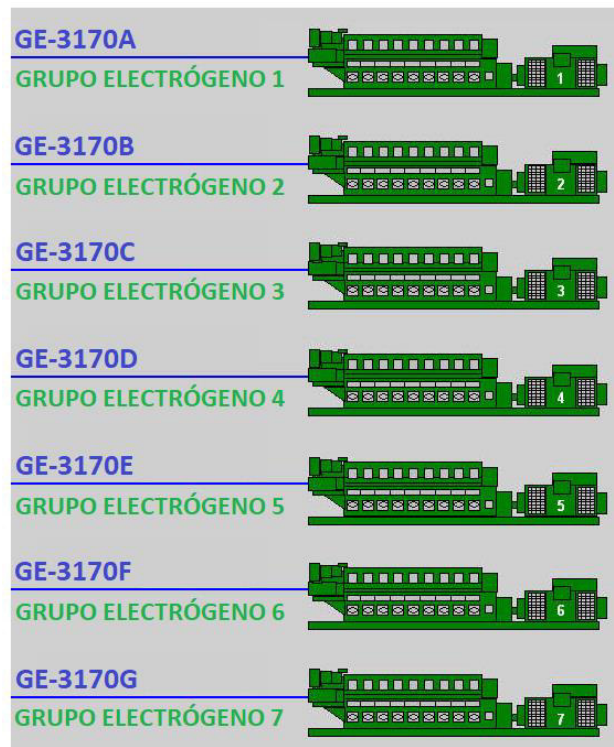 GE-3170A
GRUPO ELECTRÓGENO 1
1
GE-3170B
GRUPO ELECTRÓGENO 2
2
GE-3170C
GRUPO ELECTRÓGENO 3
3
GE-3170D
GRUPO ELECTRÓGENO 4
4
GE-3170E
GRUPO ELECTRÓGENO 5
5
GE-3170F
GRUPO ELECTRÓGENO 6
6
GE-3170G
GRUPO ELECTRÓGENO 7
7